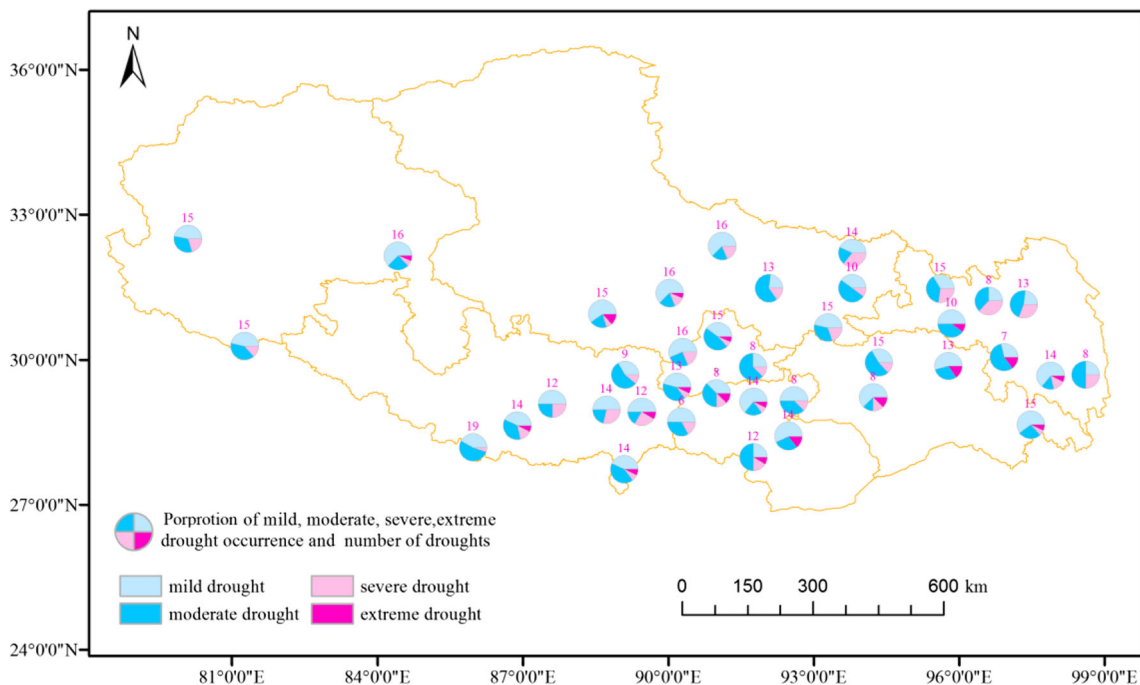 N
36°0'0"N
33°0'0"N
30°0'0"N
27°0'0"N
24°0'0"N
15
16
15
16
14
16
13
10
15
8
13
15
10
15
15
16
8
15
13
7
14
8
9
13
8
14
8
8
12
14
12
6
14
15
14
19
12
14
Porprotion of mild, moderate, severe,extreme
drought occurrence and number of droughts
mild drought
severe drought
moderate drought
extreme drought
0 150 300 600 km
81°0'0"E 84°0'0"E 87°0'0"E 90°0'0"E 93°0'0"E 96°0'0"E 99°0'0"E